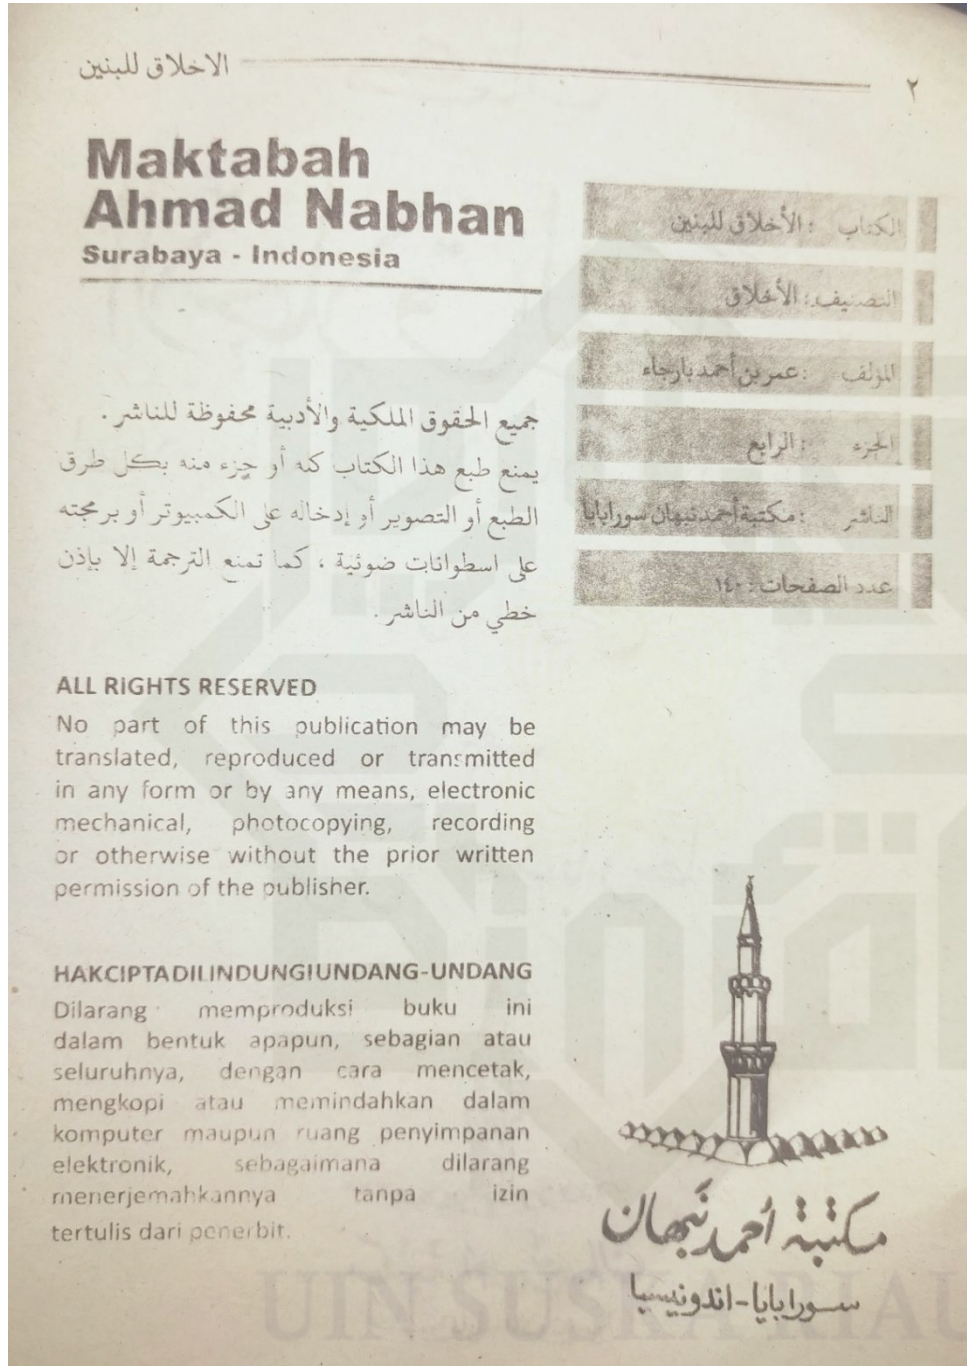 الاخلاق للبنين
٢
Maktabah
Ahmad Nabhan
Surabaya - Indonesia
الكتاب : الأخلاق للبنين
التصنيف : الأخلاق
المؤلف : عمر بن أحمد بارجاء
الجزء : الرابع
الناشر : مكتبة أحمد نبهان سورابايا
عدد الصفحات : ١٤٠
جميع الحقوق الملكية والأدبية محفوظة للناشر .
يمنع طبع هذا الكتاب كله أو جزء منه بكل طرق
الطبع أو التصوير أو إدخاله على الكمبيوتر أو برمجته
على اسطوانات ضوئية ، كما تمنع الترجمة إلا بإذن
خطي من الناشر .
ALL RIGHTS RESERVED
No part of this publication may be
translated, reproduced or transmitted
in any form or by any means, electronic
mechanical, photocopying, recording
or otherwise without the prior written
permission of the publisher.
HAK CIPTA DILINDUNGI UNDANG-UNDANG
Dilarang memproduksi buku ini
dalam bentuk apapun, sebagian atau
seluruhnya, dengan cara mencetak,
mengkopi atau memindahkan dalam
komputer maupun ruang penyimpanan
elektronik, sebagaimana dilarang
menerjemahkannya tanpa izin
tertulis dari penerbit.
مكتبة أحمد نبهان
سورابايا - اندونيسيا
UIN SUSKA RIAU